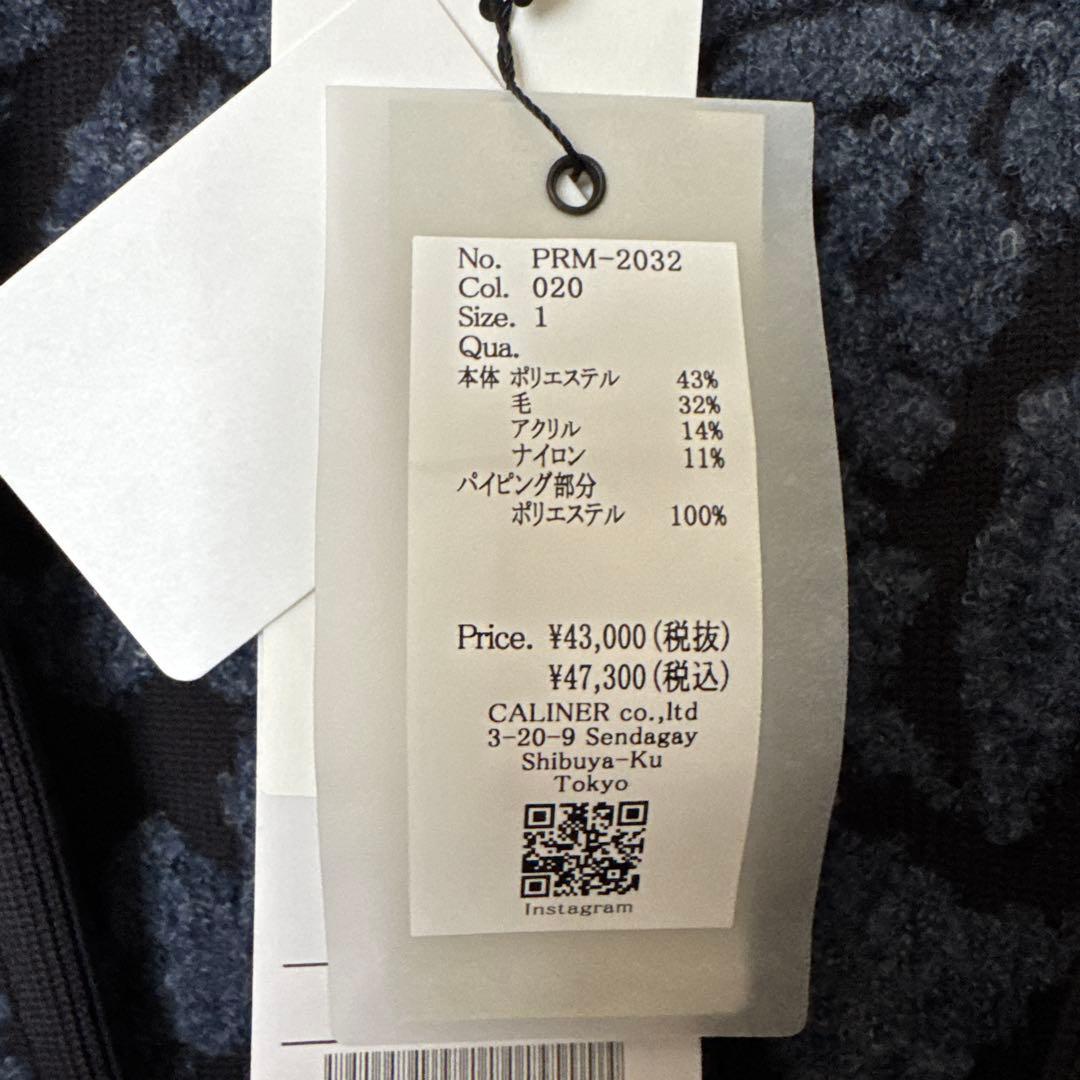 No. PRM-2032
Col. 020
Size. 1
Qua.
本体 ポリエステル 43%
毛 32%
アクリル 14%
ナイロン 11%
パイピング部分
ポリエステル 100%
Price. ¥43,000(税抜)
¥47,300(税込)
CALINER co.,ltd
3-20-9 Sendagay
Shibuya-Ku
Tokyo
Instagram